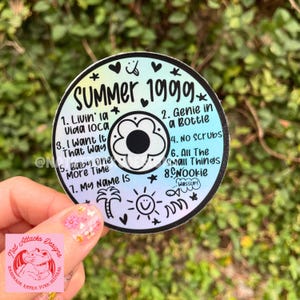 SUMMER 1999
1. LIVIN' la
VIDA LOCA
2. GENIE IN
a BOTTLE
3. I WANT IT
THAT WAY
4. NO SCRUBS
5. BABY ONE
MORE TIME
6. ALL THE
SMALL THINGS
7. MY NAME IS
8. NOOKIE